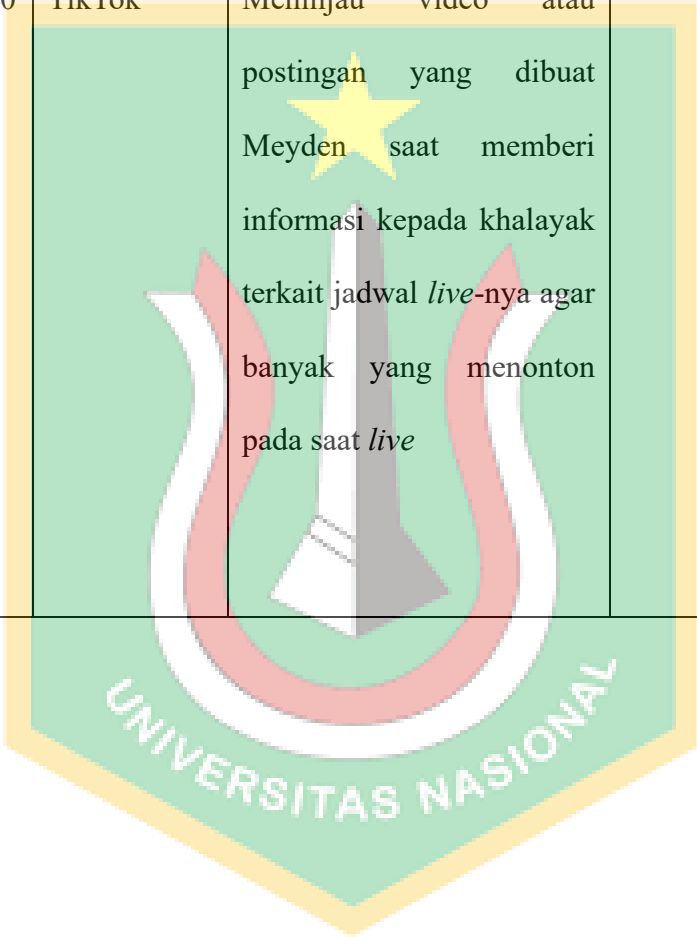 0 TikTok Meninjau video atau
postingan yang dibuat
Meyden saat memberi
informasi kepada khalayak
terkait jadwal live-nya agar
banyak yang menonton
pada saat live
UNIVERSITAS NASIONAL